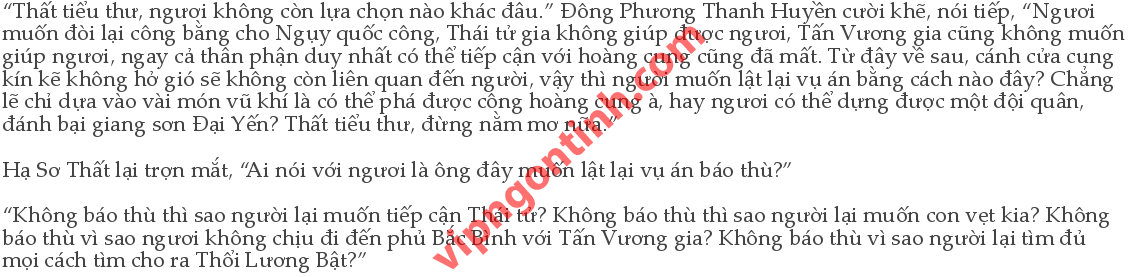 “Thất tiểu thư, ngươi không còn lựa chọn nào khác đâu.” Đông Phương Thanh Huyền cười khẽ, nói tiếp, “Ngươi
muốn đòi lại công bằng cho Ngụy quốc công, Thái tử gia không giúp được ngươi, Tấn Vương gia cũng không muốn
giúp ngươi, ngay cả thân phận duy nhất có thể tiếp cận với hoàng cung cũng đã mất. Từ đây về sau, cánh cửa cung
kín kẽ không hở gió sẽ không còn liên quan đến người, vậy thì ngươi muốn lật lại vụ án bằng cách nào đây? Chẳng
lẽ chỉ dựa vào vài món vũ khí là có thể phá được cổng hoàng cung à, hay ngươi có thể dựng được một đội quân,
đánh bại giang sơn Đại Yến? Thất tiểu thư, đừng nằm mơ nữa.”
Hạ Sơ Thất lại trợn mắt, “Ai nói với ngươi là ông đây muốn lật lại vụ án báo thù?”
“Không báo thù thì sao người lại muốn tiếp cận Thái tử? Không báo thù thì sao người lại muốn con vẹt kia? Không
báo thù vì sao ngươi không chịu đi đến phủ Bắc Bình với Tấn Vương gia? Không báo thù vì sao người lại tìm đủ
mọi cách tìm cho ra Thổi Lương Bật?”
vipngontinh.com